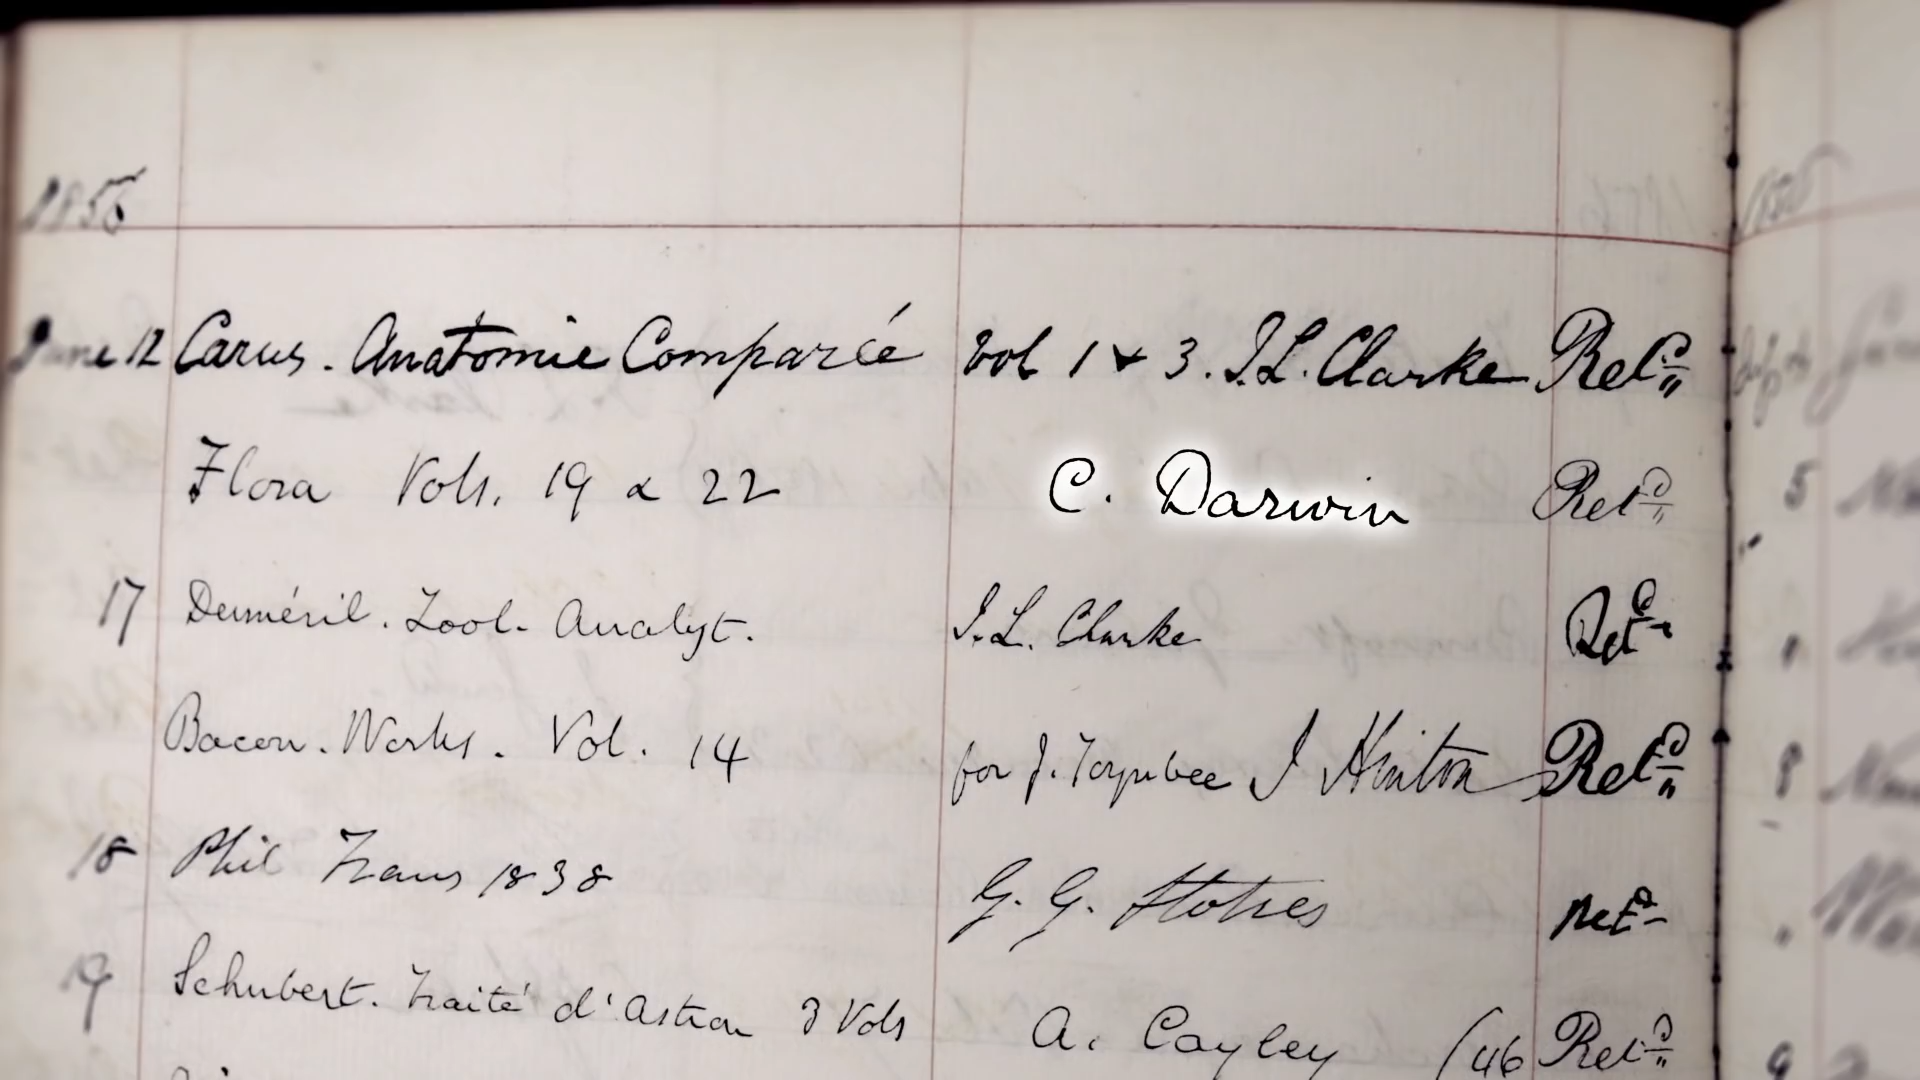 1856
June 12 Carus. Anatomie Comparée Vol 1 & 3. J.L. Clarke Retd
Flora Vols. 19 & 22 C. Darwin Retd
17 Duméril. Zool. Analyt. J.L. Clarke Retd
Bacon. Works. Vol. 14 for J. Toynbee J Hinton Retd
18 Phil Trans 1838 G. G. Stokes Retd
19 Schubert. Traité d'Astron 3 Vols A. Cayley (46 Retd